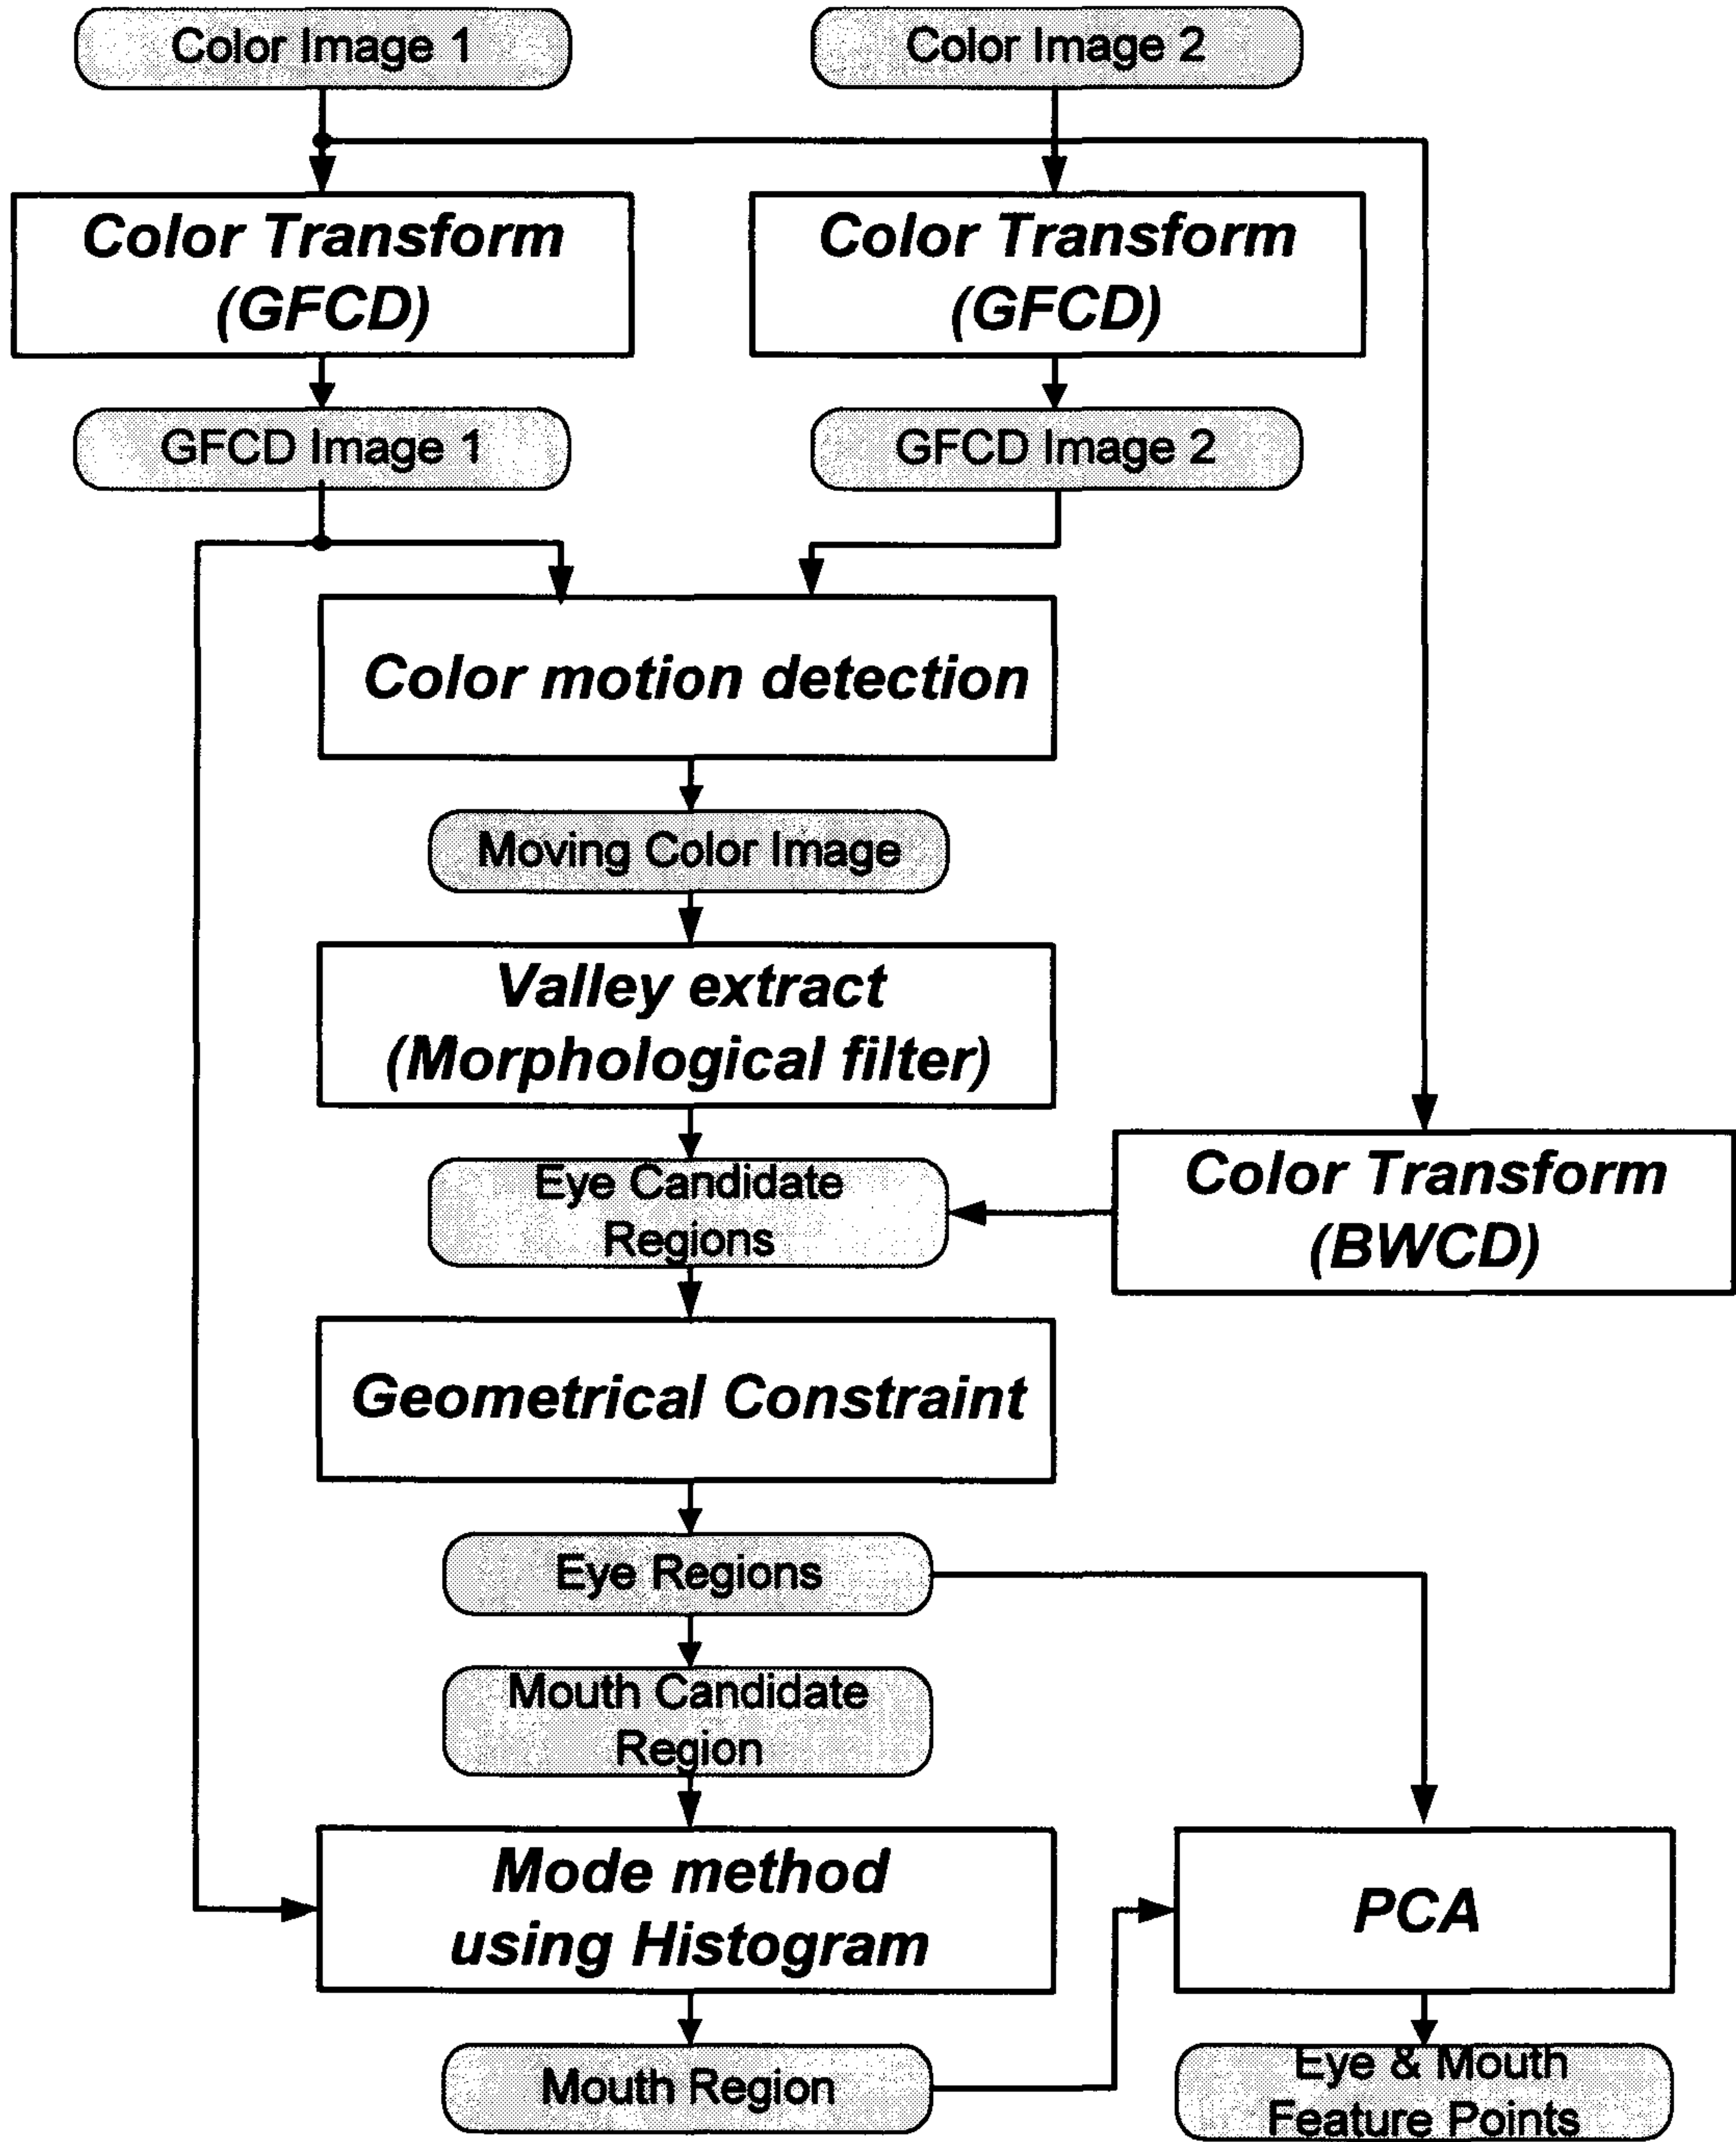 Color Image 1
Color Image 2
Color Transform
(GFCD)
Color Transform
(GFCD)
GFCD Image 1
GFCD Image 2
Color motion detection
Moving Color Image
Valley extract
(Morphological filter)
Eye Candidate
Regions
Color Transform
(BWCD)
Geometrical Constraint
Eye Regions
Mouth Candidate
Region
Mode method
using Histogram
PCA
Mouth Region
Eye & Mouth
Feature Points